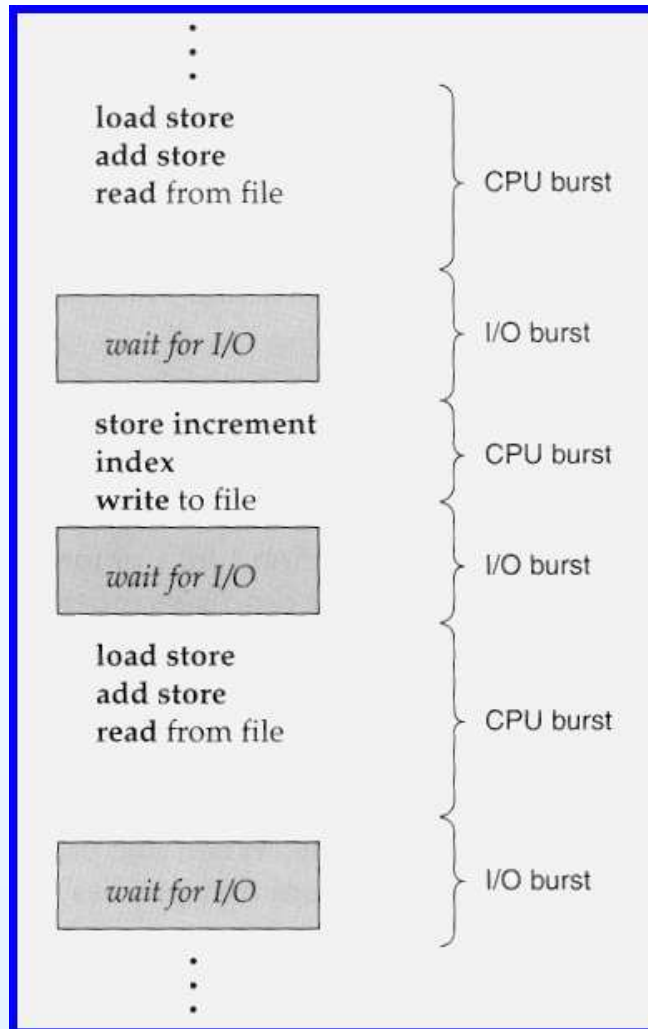 load store
add store
read from file
CPU burst
wait for I/O
I/O burst
store increment
index
write to file
CPU burst
wait for I/O
I/O burst
load store
add store
read from file
CPU burst
wait for I/O
I/O burst